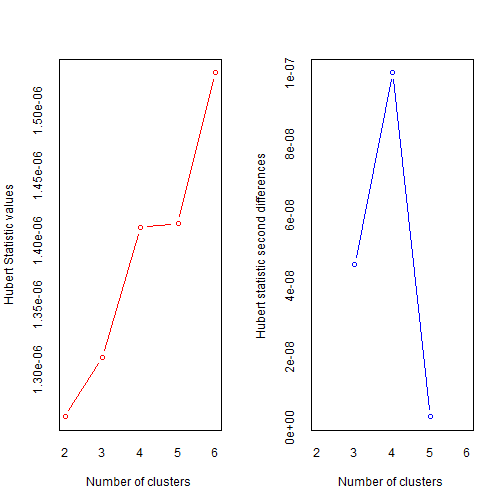 Hubert Statistic values
1.30e-06 1.35e-06 1.40e-06 1.45e-06 1.50e-06
2 3 4 5 6
Number of clusters
Hubert statistic second differences
0e+00 2e-08 4e-08 6e-08 8e-08 1e-07
2 3 4 5 6
Number of clusters